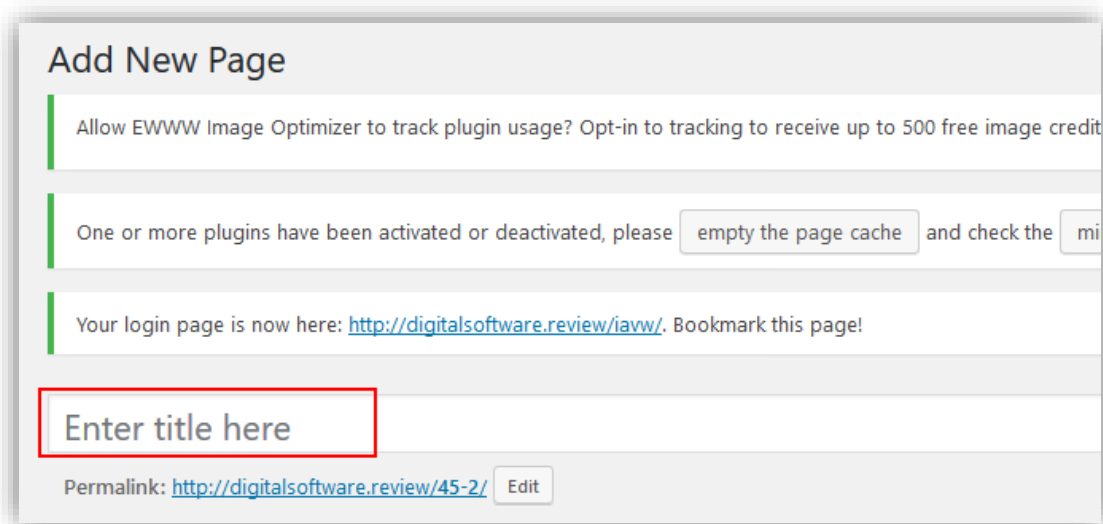 Add New Page
Allow EWWW Image Optimizer to track plugin usage? Opt-in to tracking to receive up to 500 free image credit
One or more plugins have been activated or deactivated, please empty the page cache and check the mi
Your login page is now here: http://digitalsoftware.review/iavw/. Bookmark this page!
Enter title here
Permalink: http://digitalsoftware.review/45-2/ Edit